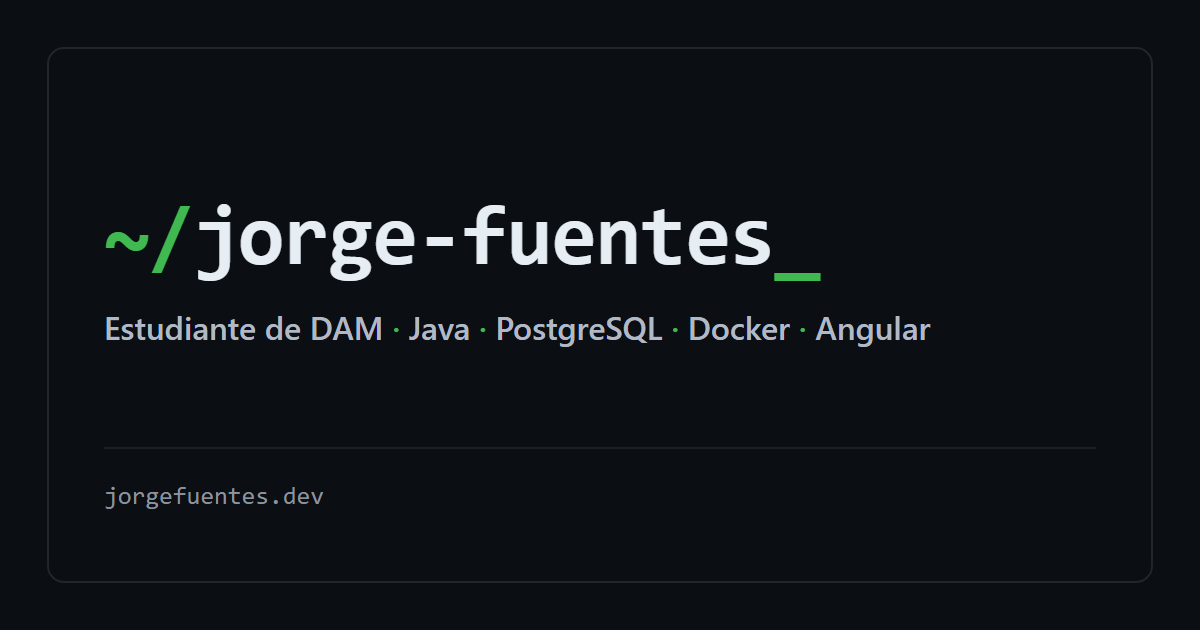 ~/jorge-fuentes_
Estudiante de DAM · Java · PostgreSQL · Docker · Angular
jorgefuentes.dev